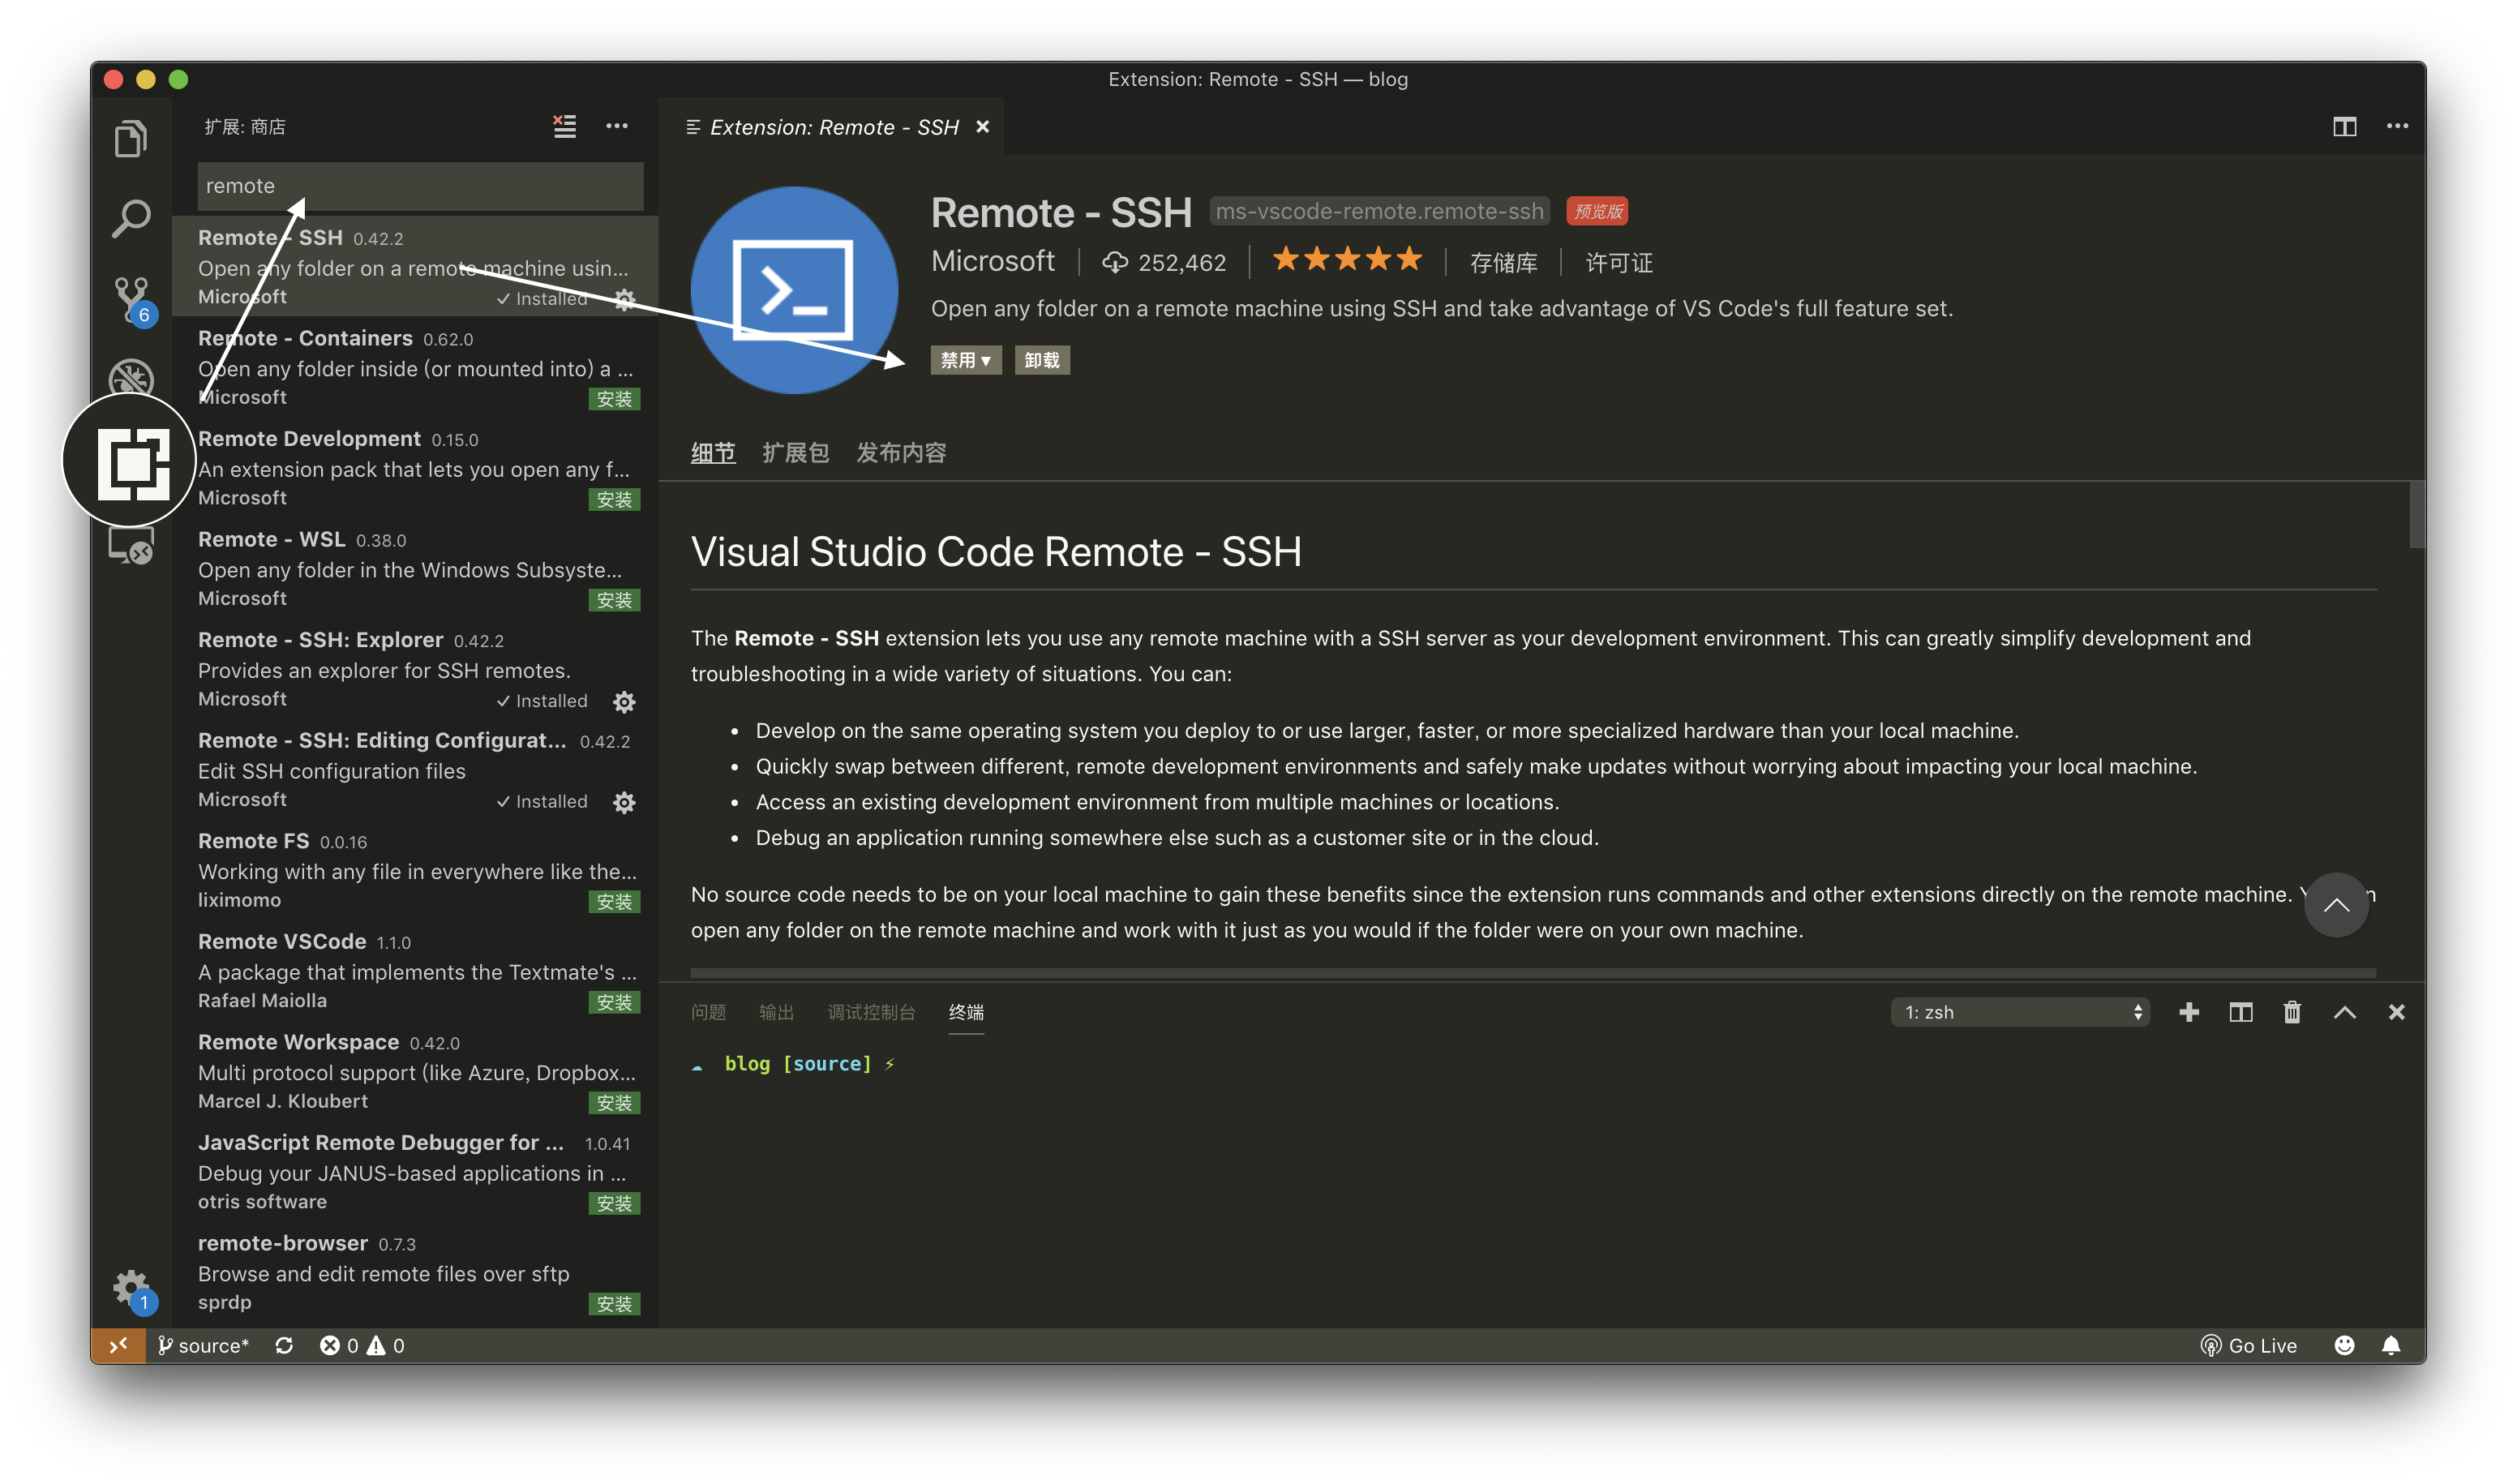 Extension: Remote - SSH — blog
扩展: 商店
remote
Remote - SSH 0.42.2
Open any folder on a remote machine usin...
Microsoft ✓ Installed
Remote - Containers 0.62.0
Open any folder inside (or mounted into) a ...
Microsoft 安装
Remote Development 0.15.0
An extension pack that lets you open any f...
Microsoft 安装
Remote - WSL 0.38.0
Open any folder in the Windows Subsyste...
Microsoft 安装
Remote - SSH: Explorer 0.42.2
Provides an explorer for SSH remotes.
Microsoft ✓ Installed
Remote - SSH: Editing Configurat... 0.42.2
Edit SSH configuration files
Microsoft ✓ Installed
Remote FS 0.0.16
Working with any file in everywhere like the...
liximomo 安装
Remote VSCode 1.1.0
A package that implements the Textmate's ...
Rafael Maiolla 安装
Remote Workspace 0.42.0
Multi protocol support (like Azure, Dropbox...
Marcel J. Kloubert 安装
JavaScript Remote Debugger for ... 1.0.41
Debug your JANUS-based applications in ...
otris software 安装
remote-browser 0.7.3
Browse and edit remote files over sftp
sprdp 安装
6
1
Extension: Remote - SSH
Remote - SSH ms-vscode-remote.remote-ssh 预览版
Microsoft 252,462 ★★★★★ 存储库 许可证
Open any folder on a remote machine using SSH and take advantage of VS Code's full feature set.
禁用▼ 卸载
细节 扩展包 发布内容
Visual Studio Code Remote - SSH
The Remote - SSH extension lets you use any remote machine with a SSH server as your development environment. This can greatly simplify development and
troubleshooting in a wide variety of situations. You can:
• Develop on the same operating system you deploy to or use larger, faster, or more specialized hardware than your local machine.
• Quickly swap between different, remote development environments and safely make updates without worrying about impacting your local machine.
• Access an existing development environment from multiple machines or locations.
• Debug an application running somewhere else such as a customer site or in the cloud.
No source code needs to be on your local machine to gain these benefits since the extension runs commands and other extensions directly on the remote machine.
open any folder on the remote machine and work with it just as you would if the folder were on your own machine.
问题 输出 调试控制台 终端 1: zsh
blog [source] ⚡
source* 0 0 Go Live